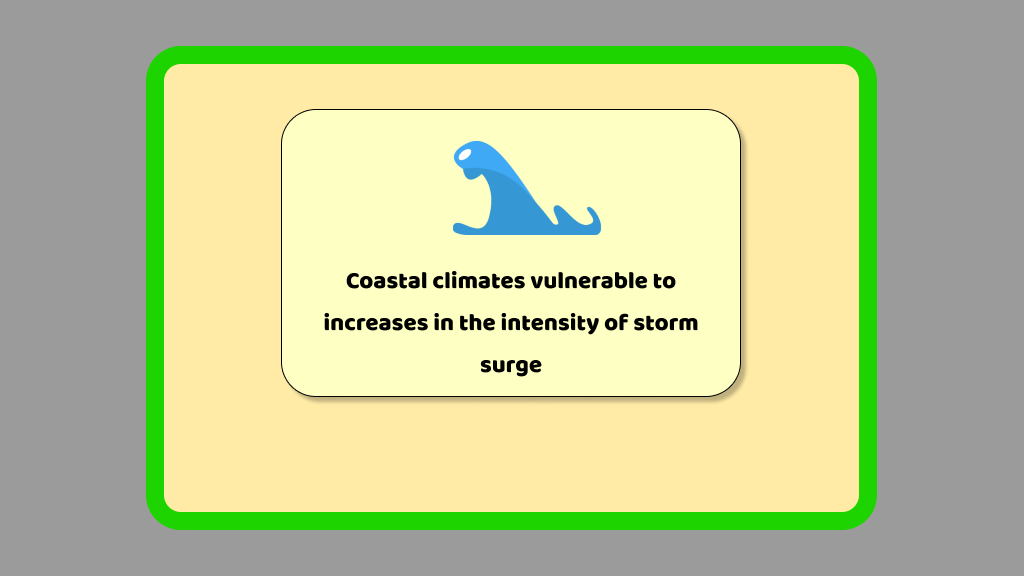 Coastal climates vulnerable to
increases in the intensity of storm
surge